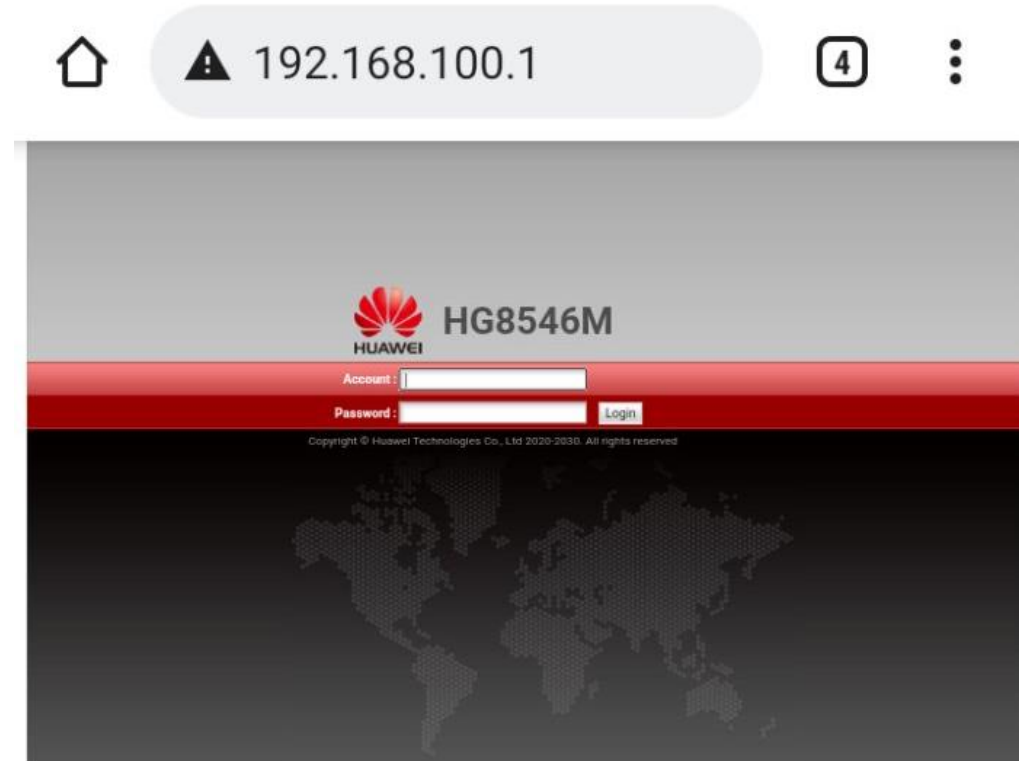 192.168.100.1
4
HUAWEI
HG8546M
Account :
Password :
Login
Copyright © Huawei Technologies Co., Ltd 2020-2030. All rights reserved